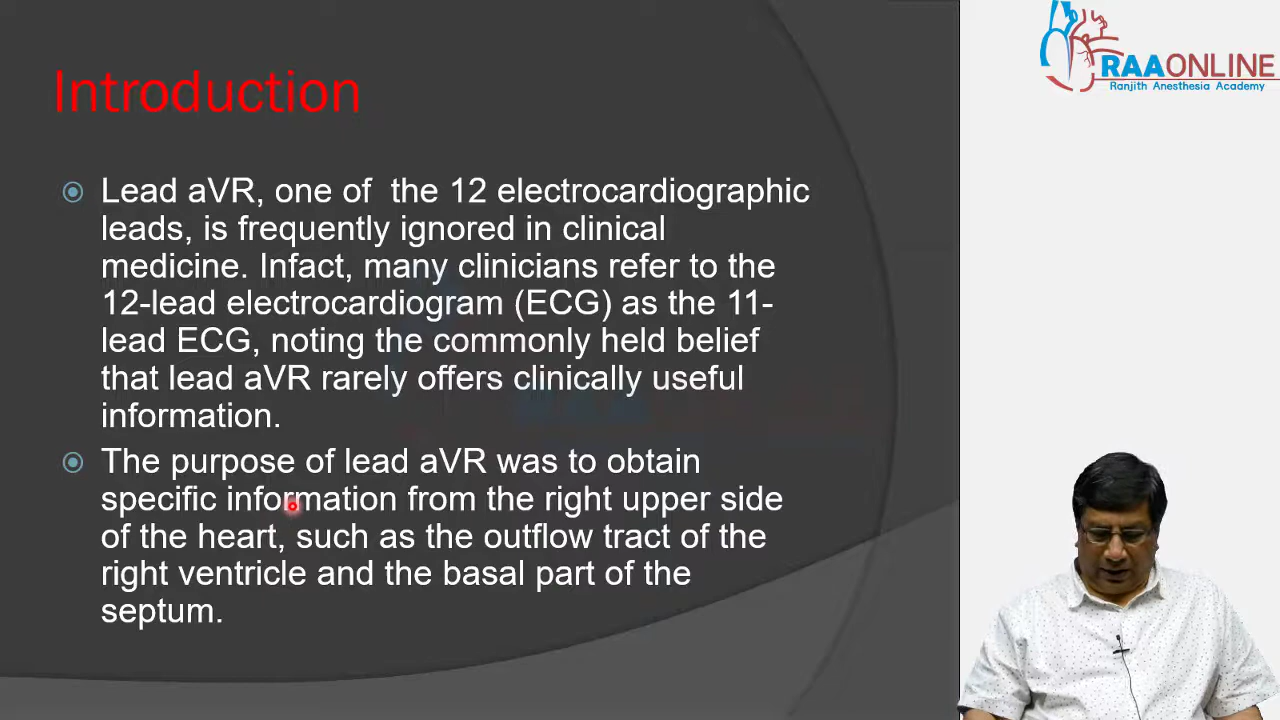 Introduction
Lead aVR, one of the 12 electrocardiographic
leads, is frequently ignored in clinical
medicine. Infact, many clinicians refer to the
12-lead electrocardiogram (ECG) as the 11-
lead ECG, noting the commonly held belief
that lead aVR rarely offers clinically useful
information.
The purpose of lead aVR was to obtain
specific information from the right upper side
of the heart, such as the outflow tract of the
right ventricle and the basal part of the
septum.
RAAONLINE
Ranjith Anesthesia Academy